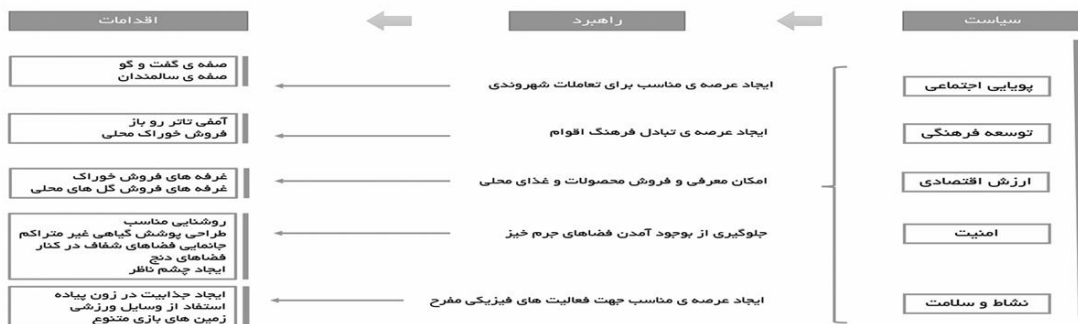 سیاست
راهبرد
اقدامات
پویایی اجتماعی
ایجاد عرصه ی مناسب برای تعاملات شهروندی
صفه ی گفت و گو
صفه ی سالمندان
توسعه فرهنگی
ایجاد عرصه ی تبادل فرهنگ اقوام
آمفی تاتر رو باز
فروش خوراک محلی
ارزش اقتصادی
امکان معرفی و فروش محصولات و غذای محلی
غرفه های فروش خوراک
غرفه های فروش گل های محلی
امنیت
جلوگیری از بوجود آمدن فضاهای جرم خیز
روشنایی مناسب
طراحی پوشش گیاهی غیر متراکم
جانمایی فضاهای شفاف در کنار
فضاهای دنج
ایجاد چشم ناظر
نشاط و سلامت
ایجاد عرصه ی مناسب جهت فعالیت های فیزیکی مفرح
ایجاد جذابیت در زون پیاده
استفاد از وسایل ورزشی
زمین های بازی متنوع